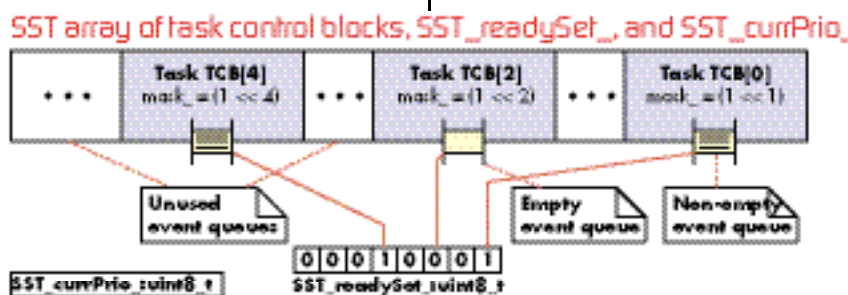 SST array of task control blocks, SST_readySet_, and SST_currPrio_
• • •
Task TCB[4]
mask_ = (1 << 4)
• • •
Task TCB[2]
mask_ = (1 << 2)
• • •
Task TCB[0]
mask_ = (1 << 1)
Unused
event queues
Empty
event queue
Non-empty
event queue
0 0 0 1 0 0 0 1
SST_currPrio_:uint8_t
SST_readySet_:uint8_t